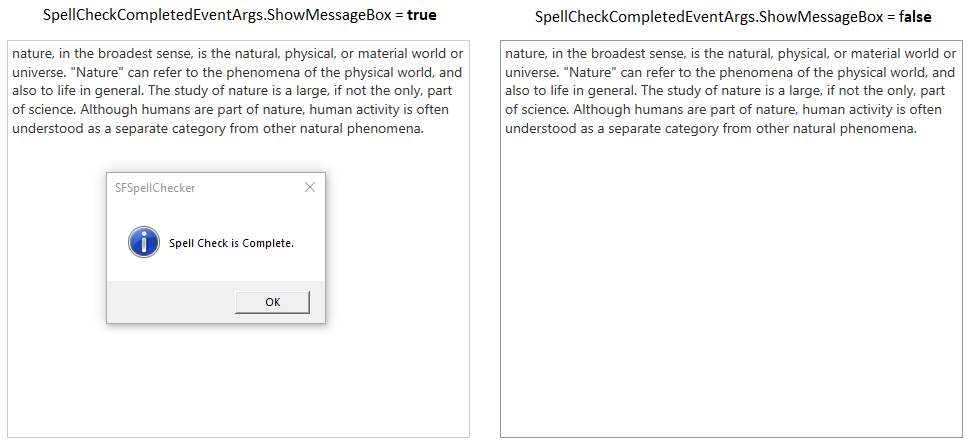 SpellCheckCompletedEventArgs.ShowMessageBox = true
nature, in the broadest sense, is the natural, physical, or material world or
universe. "Nature" can refer to the phenomena of the physical world, and
also to life in general. The study of nature is a large, if not the only, part
of science. Although humans are part of nature, human activity is often
understood as a separate category from other natural phenomena.
SFSpellChecker
Spell Check is Complete.
OK
SpellCheckCompletedEventArgs.ShowMessageBox = false
nature, in the broadest sense, is the natural, physical, or material world or
universe. "Nature" can refer to the phenomena of the physical world, and
also to life in general. The study of nature is a large, if not the only, part
of science. Although humans are part of nature, human activity is often
understood as a separate category from other natural phenomena.